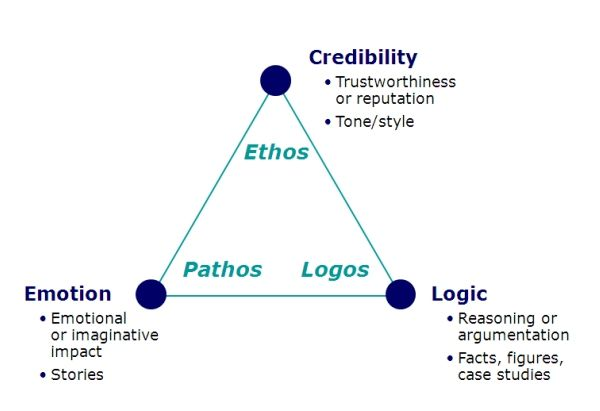 Credibility
• Trustworthiness
or reputation
• Tone/style
Ethos
Pathos
Logos
Emotion
• Emotional
or imaginative
impact
• Stories
Logic
• Reasoning or
argumentation
• Facts, figures,
case studies